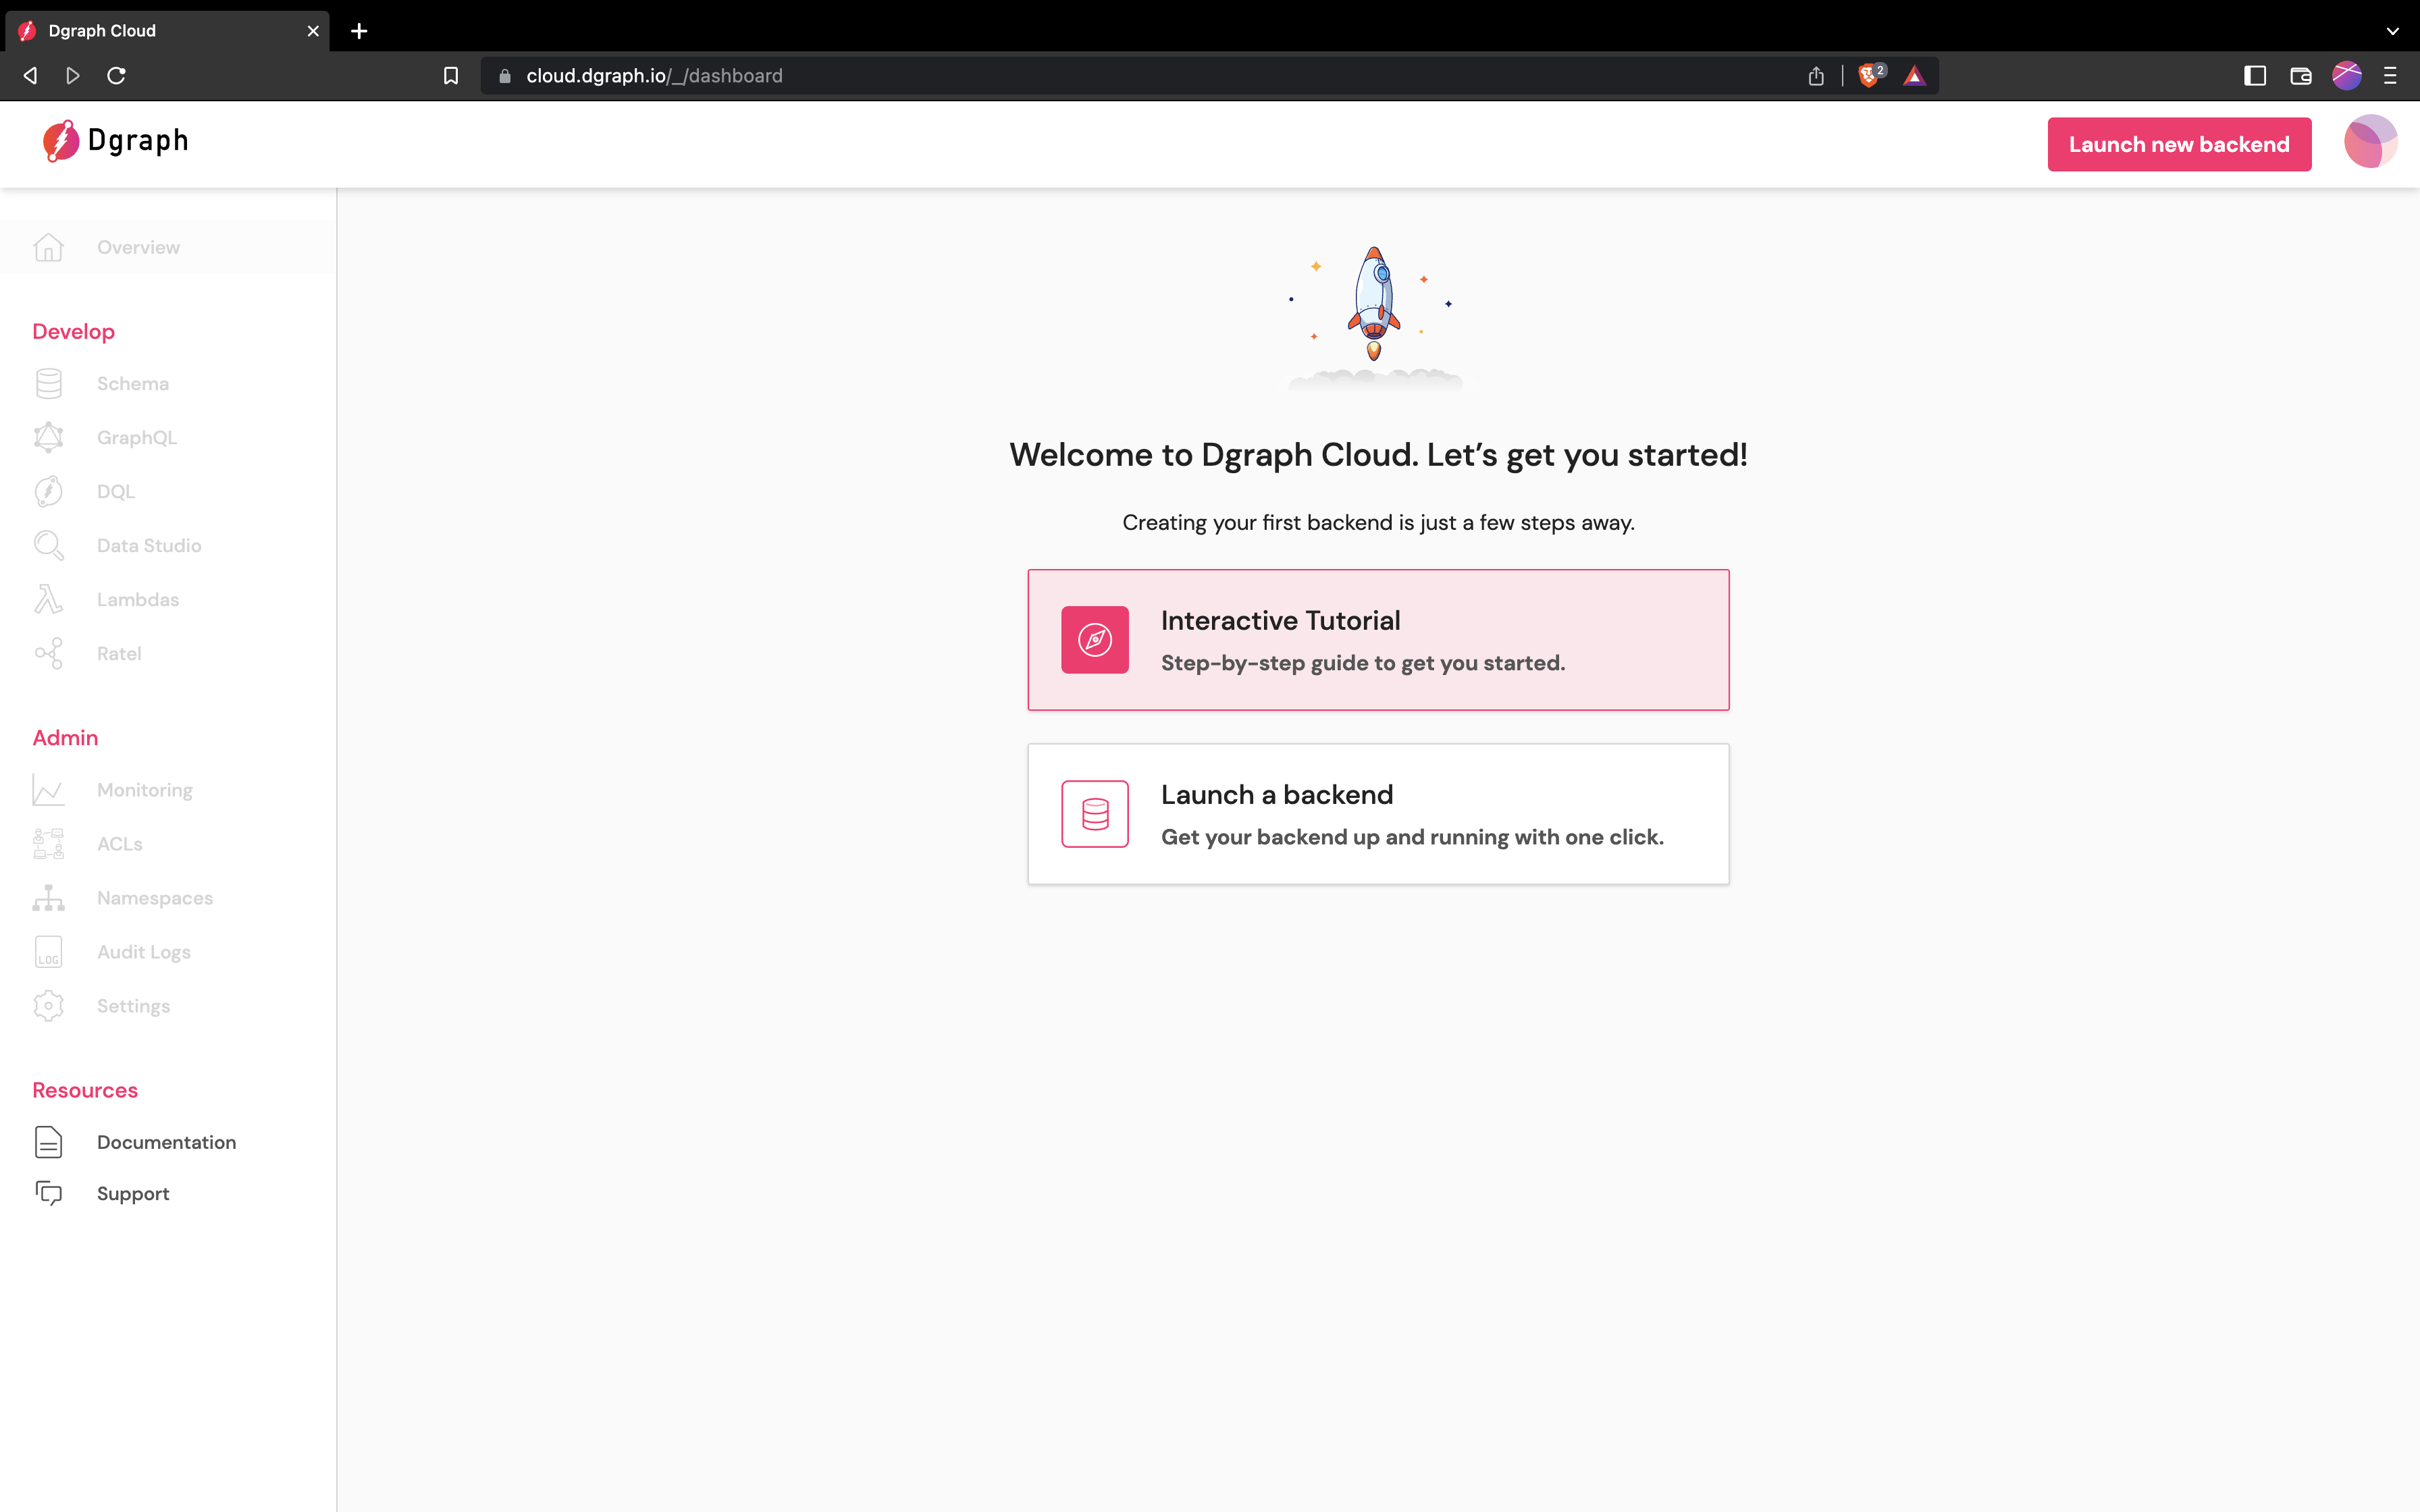 Dgraph Cloud
cloud.dgraph.io/_/dashboard
2
Dgraph
Launch new backend
Overview
Develop
Schema
GraphQL
DQL
Data Studio
Lambdas
Ratel
Admin
Monitoring
ACLs
Namespaces
LOG
Audit Logs
Settings
Resources
Documentation
Support
Welcome to Dgraph Cloud. Let’s get you started!
Creating your first backend is just a few steps away.
Interactive Tutorial
Step-by-step guide to get you started.
Launch a backend
Get your backend up and running with one click.